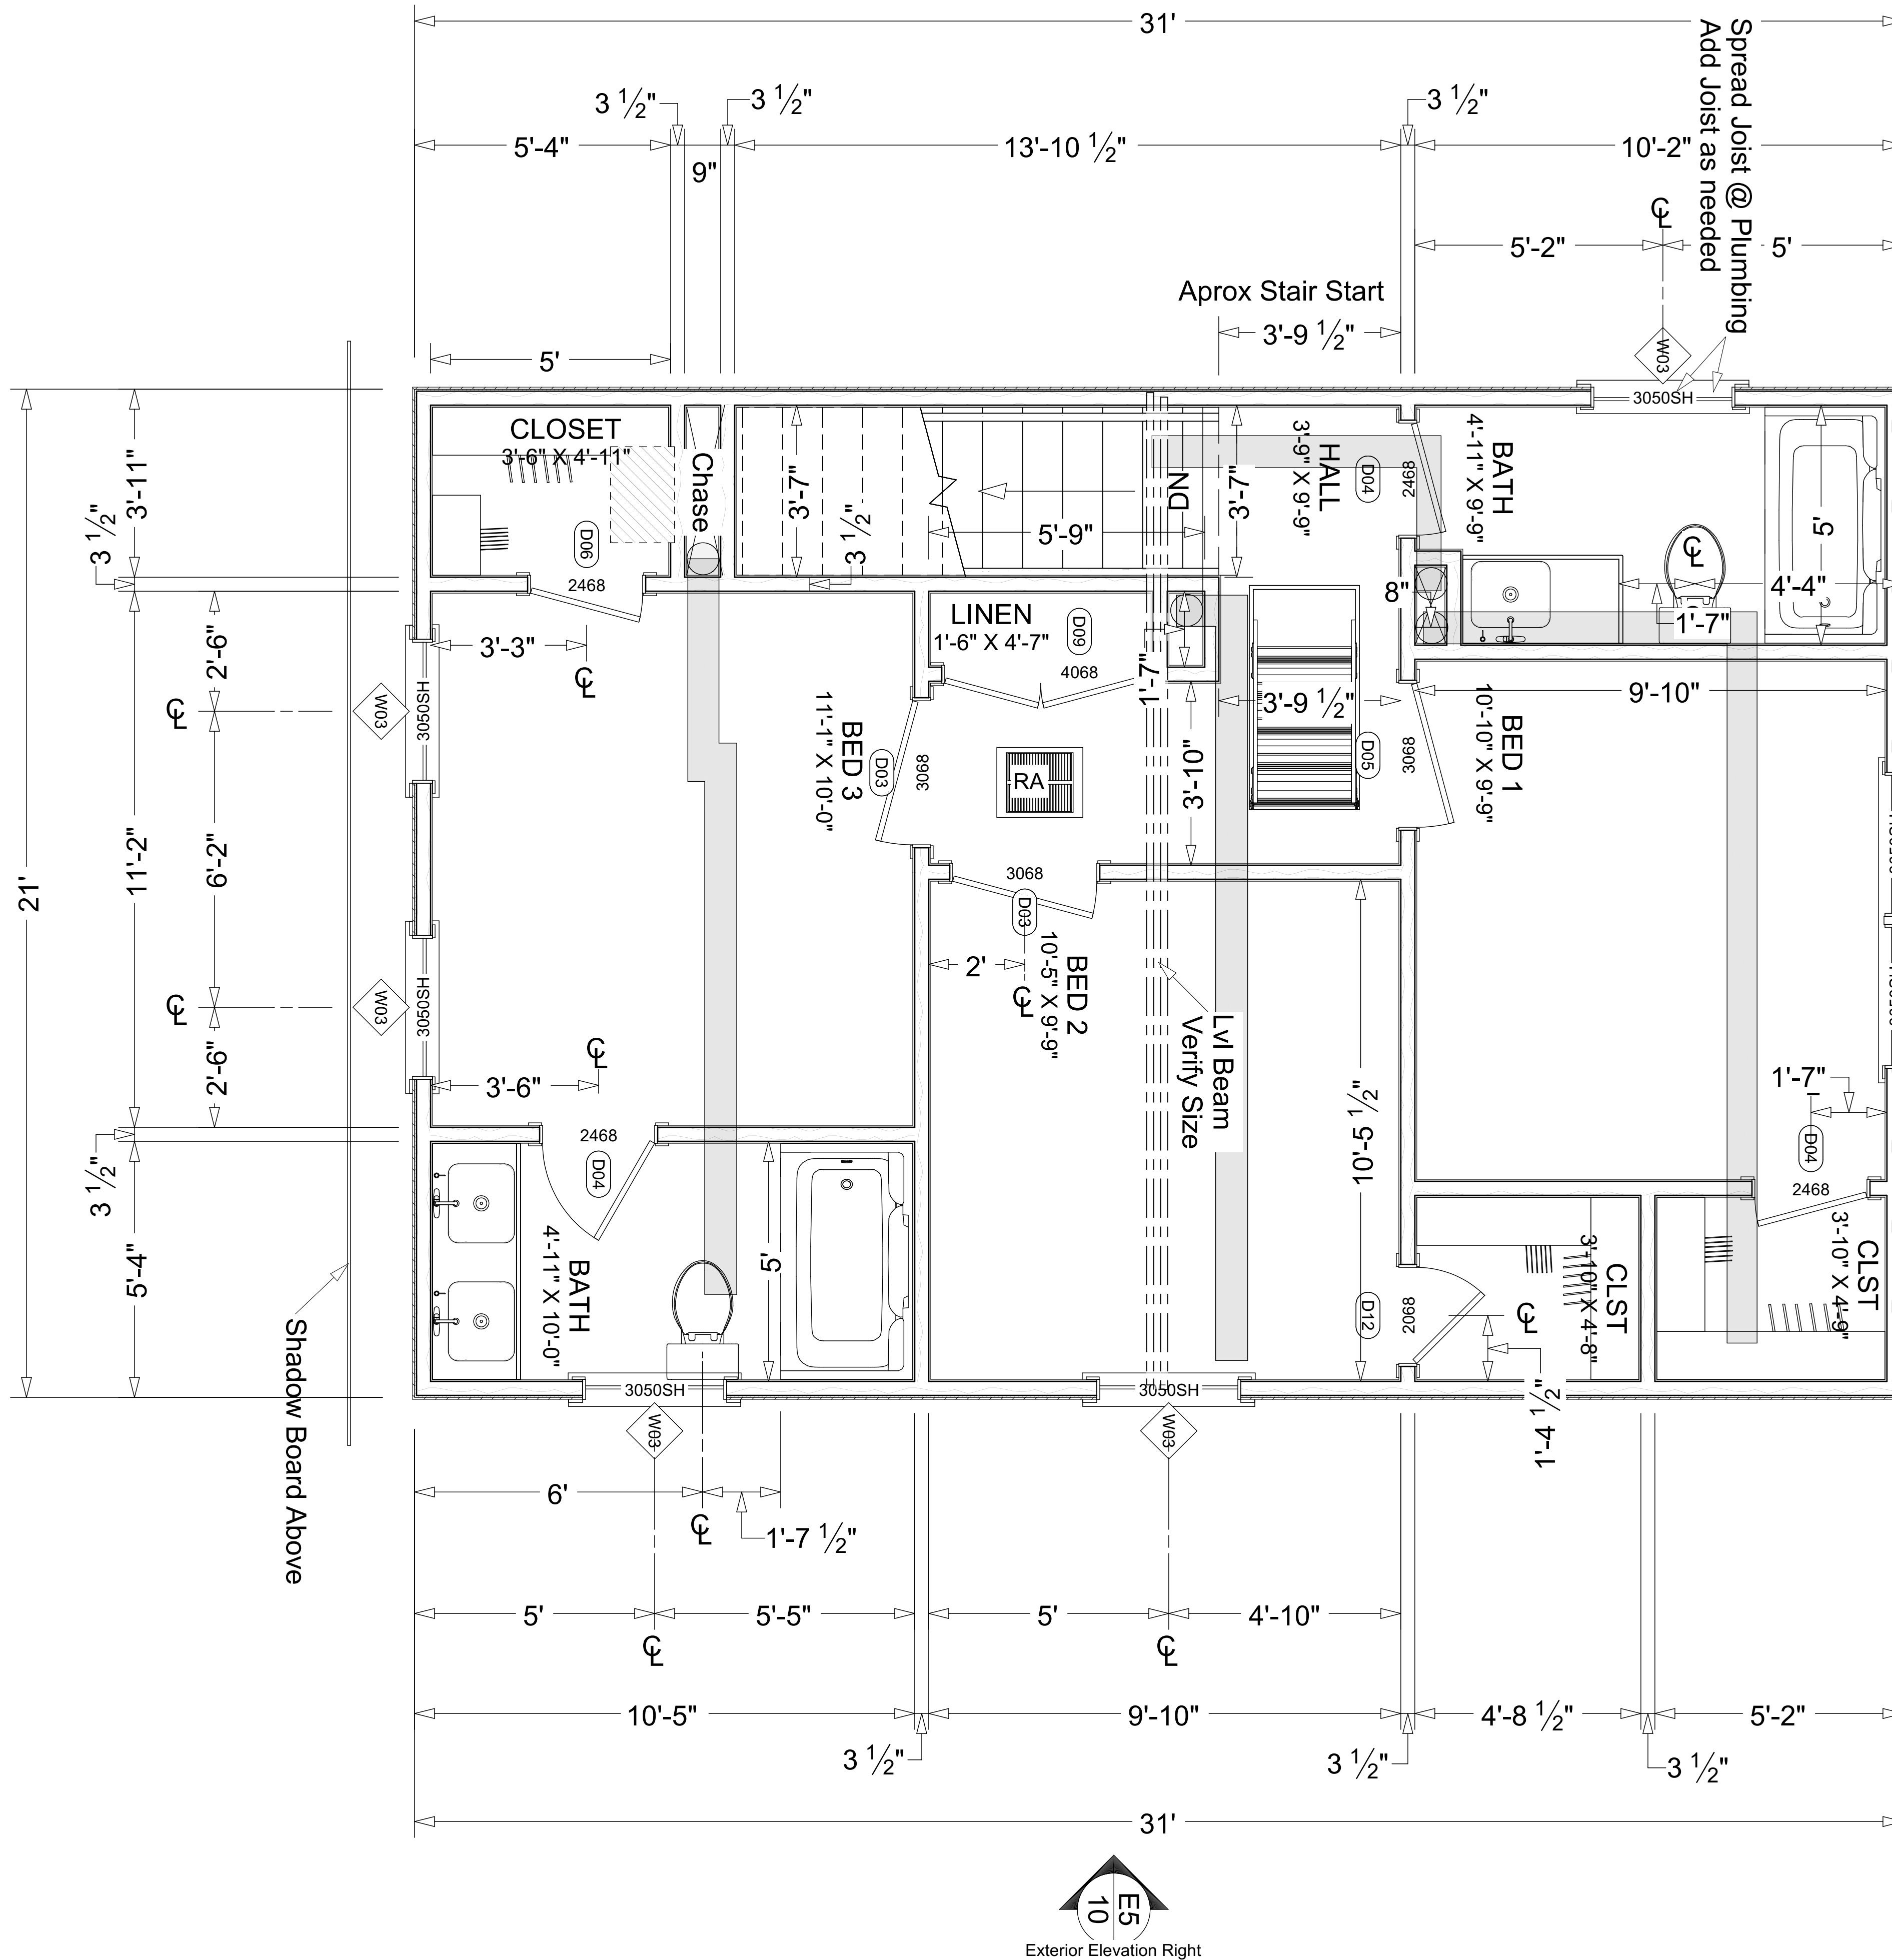 31'
3 ½"
3 ½"
3 ½"
5'-4"
9"
13'-10 ½"
10'-2"
Spread Joist @ Plumbing
Add Joist as needed
℄
5'-2"
5'
Aprox Stair Start
3'-9 ½"
5'
W03
3050SH
CLOSET
3'-6" X 4'-11"
Chase
3'-7"
3 ½"
5'-9"
DN
3'-7"
HALL
3'-9" X 9'-9"
D04
2468
BATH
4'-11" X 9'-9"
5'
℄
4'-4"
1'-7"
8"
D06
2468
3'-3"
℄
LINEN
1'-6" X 4'-7"
D09
4068
1'-7"
3'-9 ½"
9'-10"
21'
3'-11"
3 ½"
2'-6"
11'-2"
6'-2"
2'-6"
3 ½"
5'-4"
℄
W03
3050SH
℄
W03
3050SH
BED 3
11'-1" X 10'-0"
D03
3068
RA
3'-10"
D05
3068
BED 1
10'-10" X 9'-9"
3068
D03
2'
℄
BED 2
10'-5" X 9'-9"
Lvl Beam
Verify Size
10'-5 ½"
℄
3'-6"
2468
D04
BATH
4'-11" X 10'-0"
5'
1'-7"
D04
2468
CLST
3'-10" X 4'-9"
CLST
3'-10" X 4'-8"
D12
2068
℄
1'-4 ½"
3050SH
W03
3050SH
W03
Shadow Board Above
6'
℄
1'-7 ½"
5'
5'-5"
5'
4'-10"
℄
℄
10'-5"
9'-10"
4'-8 ½"
5'-2"
3 ½"
3 ½"
3 ½"
31'
E5
10
Exterior Elevation Right